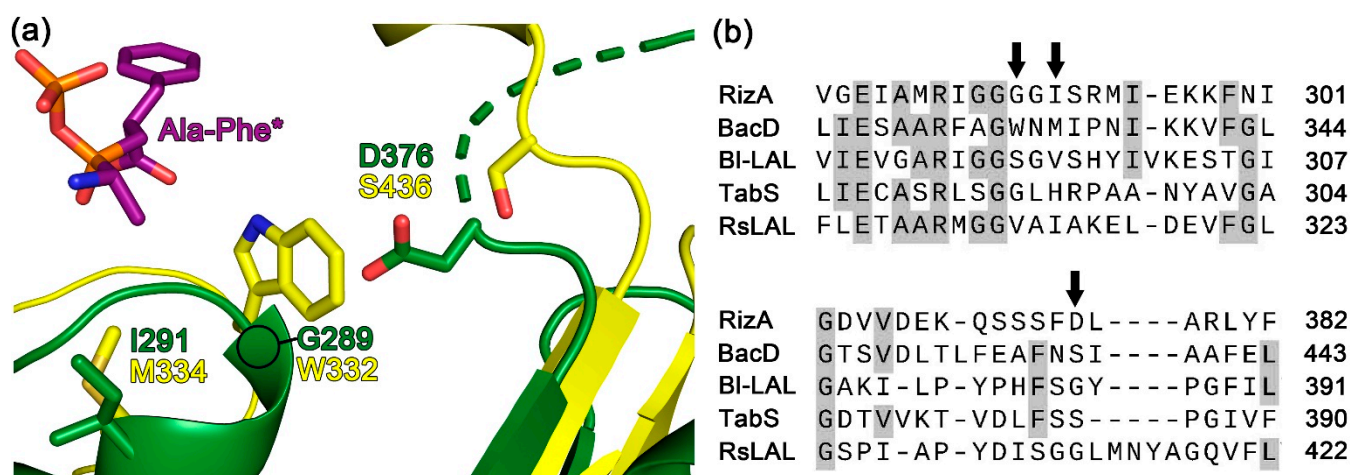 (a)
Ala-Phe*
D376
S436
I291
M334
G289
W332
(b)
RizA VGEIAMRIGGGGISRMI-EKKFNI 301
BacD LIESAARFAGWNMIPNI-KKVFGL 344
Bl-LAL VIEVGARIGGSGVSHYIVKESTGI 307
TabS LIECASRLSGGLHRPAA-NYAVGA 304
RsLAL FLETAARMGGVAIAKEL-DEVFGL 323
RizA GDVVDEK-QSSSFDL----ARLYF 382
BacD GTSVDLTLFEAFNSI----AAFEL 443
Bl-LAL GAKI-LP-YPHFSGY----PGFIL 391
TabS GDTVVKT-VDLFSS-----PGIVF 390
RsLAL GSPI-AP-YDISGGLMNYAGQVFL 422